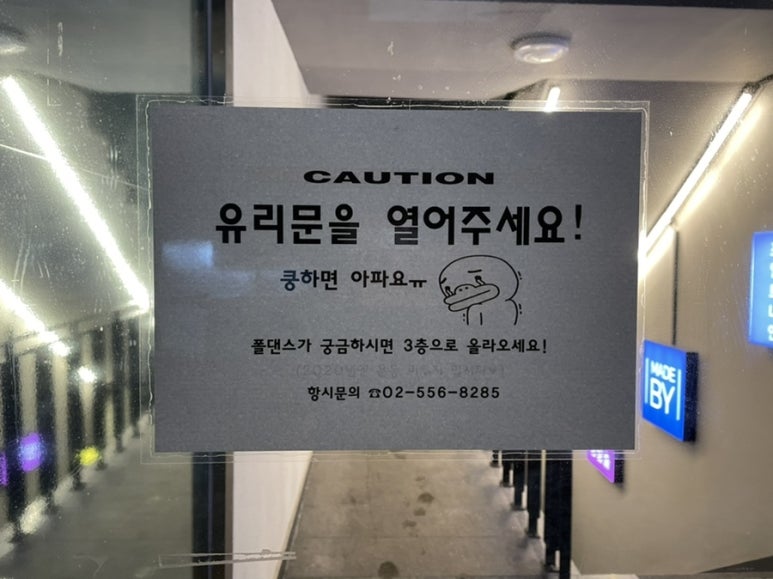 CAUTION
유리문을 열어주세요!
쿵하면 아파요ㅠ
폴댄스가 궁금하시면 3층으로 올라오세요!
항시문의 ☎02-556-8285
MADE
BY